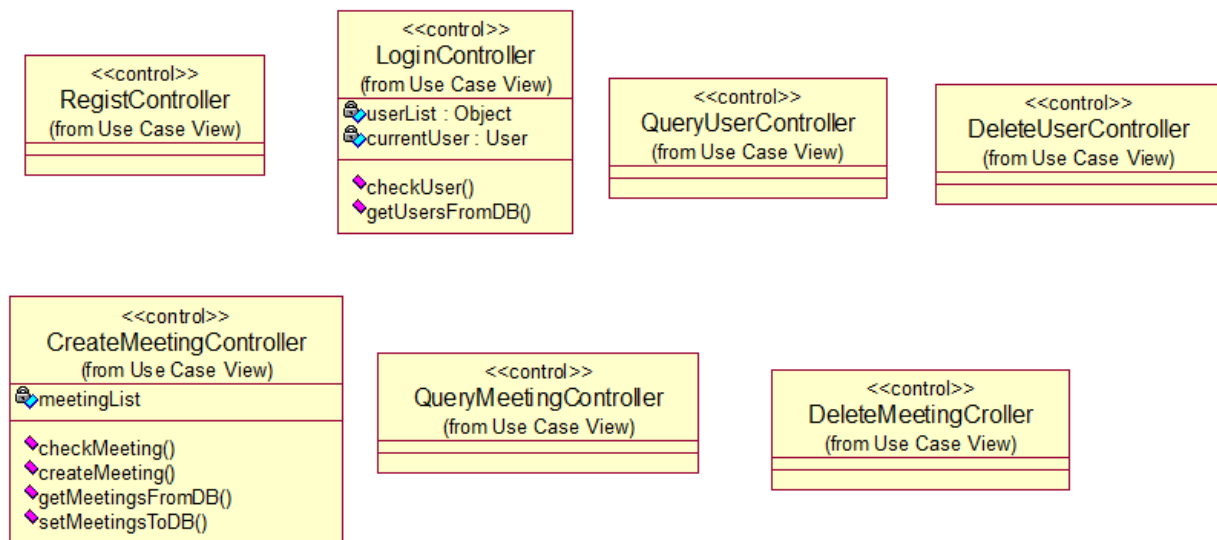 <<control>>
RegistController
(from Use Case View)
<<control>>
LoginController
(from Use Case View)
userList : Object
currentUser : User
checkUser()
getUsersFromDB()
<<control>>
QueryUserController
(from Use Case View)
<<control>>
DeleteUserController
(from Use Case View)
<<control>>
CreateMeetingController
(from Use Case View)
meetingList
checkMeeting()
createMeeting()
getMeetingsFromDB()
setMeetingsToDB()
<<control>>
QueryMeetingController
(from Use Case View)
<<control>>
DeleteMeetingCroller
(from Use Case View)